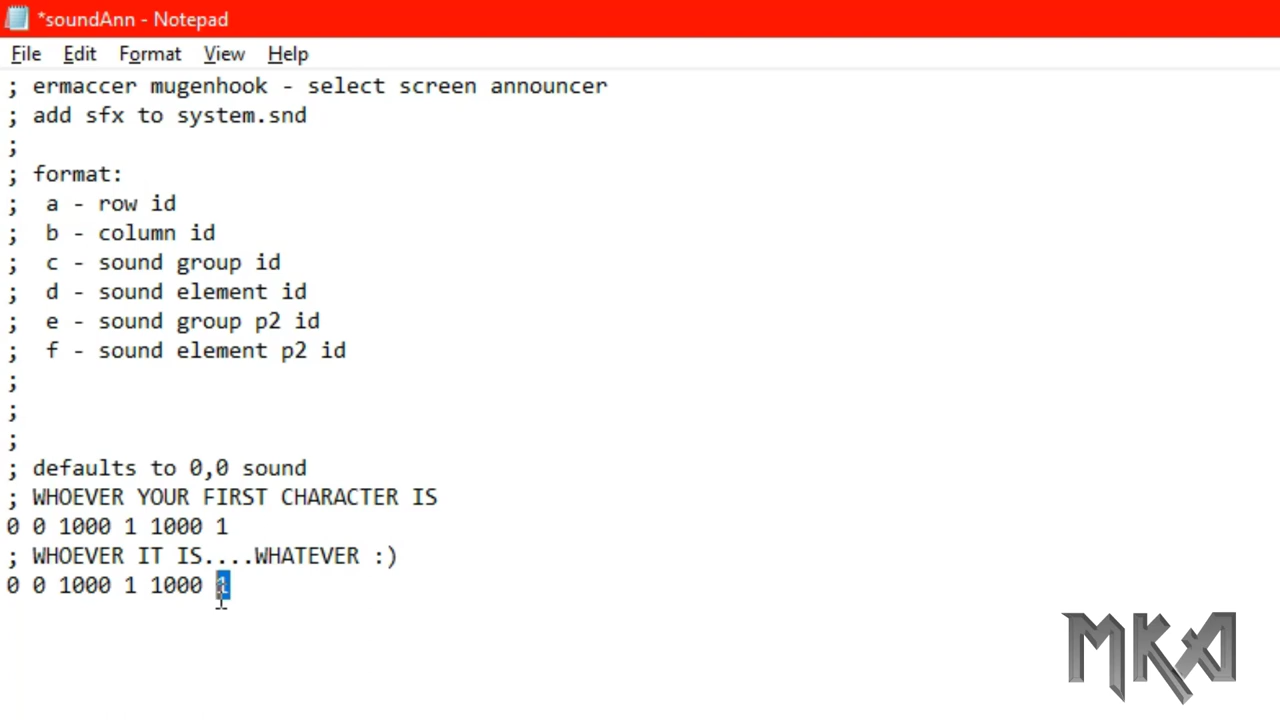 *soundAnn - Notepad
File Edit Format View Help
; ermaccer mugenhook - select screen announcer
; add sfx to system.snd
;
; format:
;  a - row id
;  b - column id
;  c - sound group id
;  d - sound element id
;  e - sound group p2 id
;  f - sound element p2 id
;
;
;
; defaults to 0,0 sound
; WHOEVER YOUR FIRST CHARACTER IS
0 0 1000 1 1000 1
; WHOEVER IT IS....WHATEVER :)
0 0 1000 1 1000 1
MKA